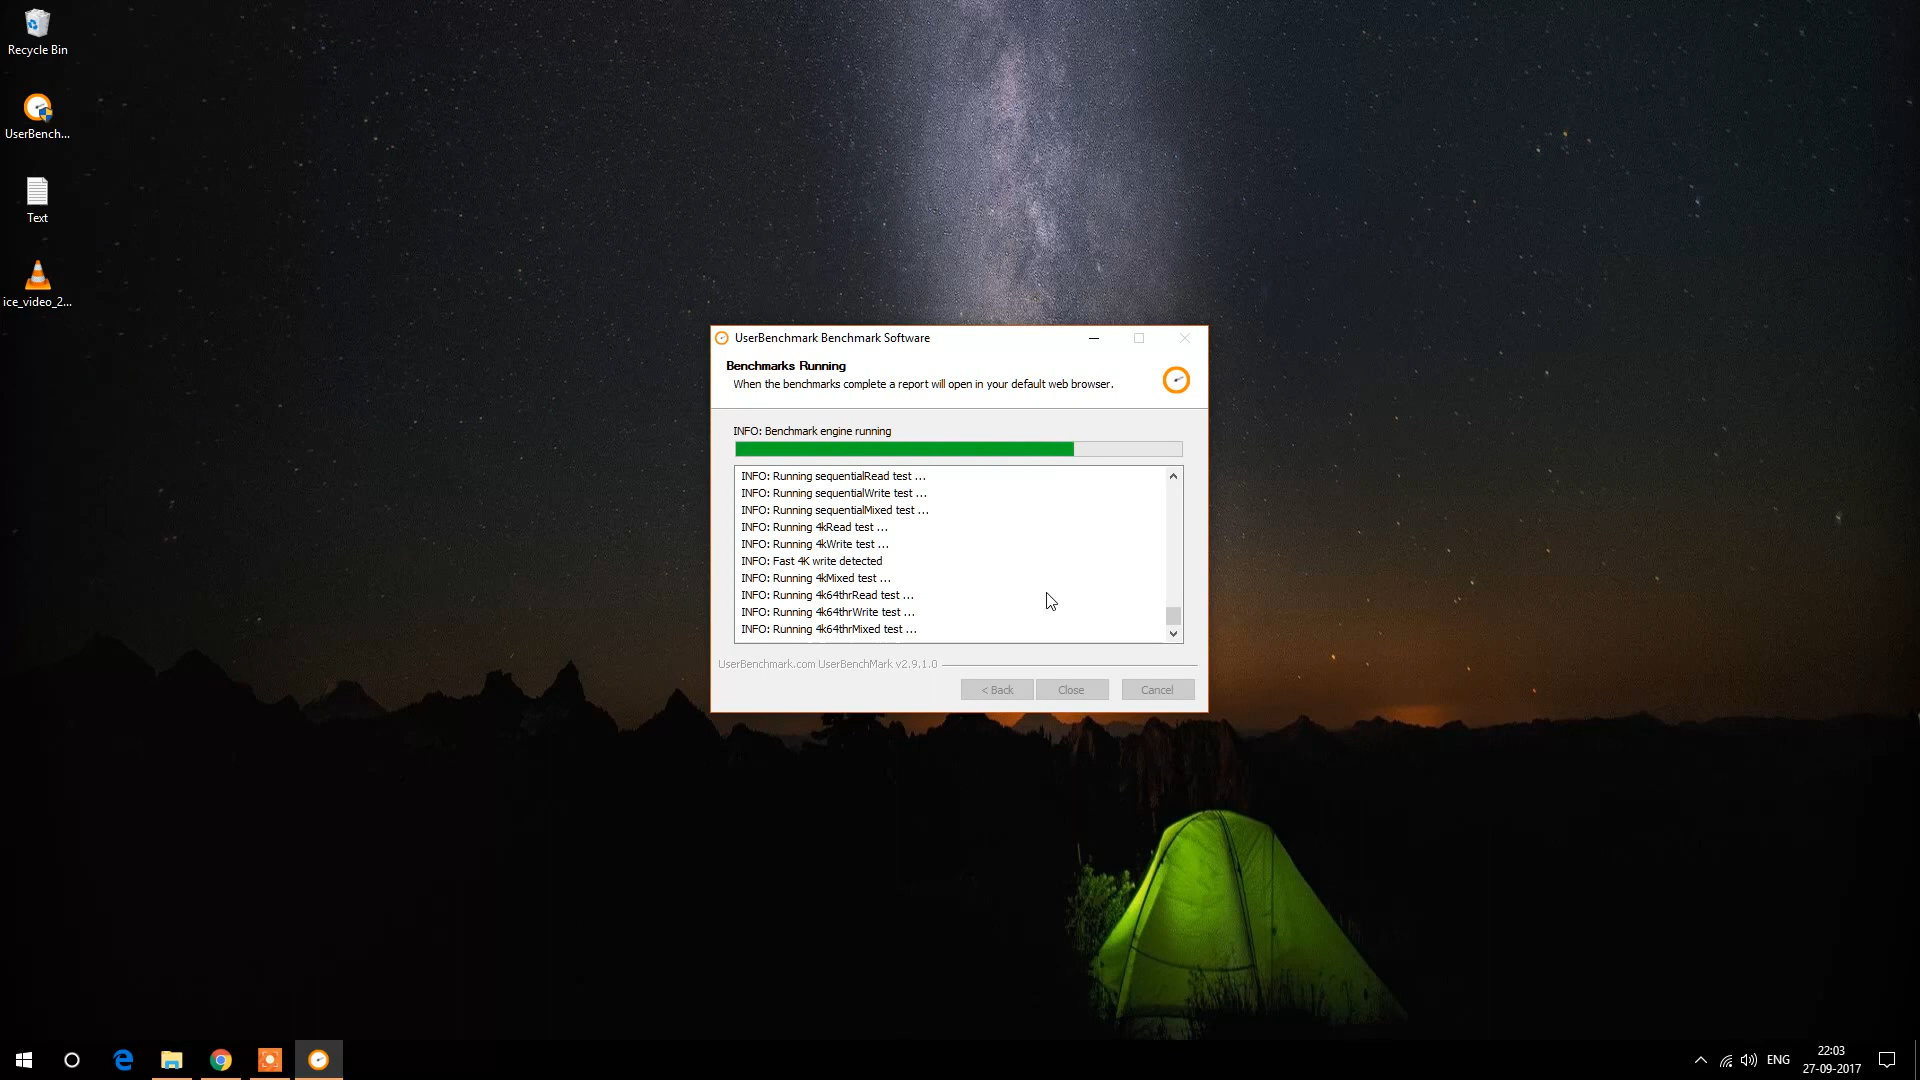 Recycle Bin
UserBench...
Text
ice_video_2...
UserBenchmark Benchmark Software
Benchmarks Running
When the benchmarks complete a report will open in your default web browser.
INFO: Benchmark engine running
INFO: Running sequentialRead test ...
INFO: Running sequentialWrite test ...
INFO: Running sequentialMixed test ...
INFO: Running 4kRead test ...
INFO: Running 4kWrite test ...
INFO: Fast 4K write detected
INFO: Running 4kMixed test ...
INFO: Running 4k64thrRead test ...
INFO: Running 4k64thrWrite test ...
INFO: Running 4k64thrMixed test ...
UserBenchmark.com UserBenchMark v2.9.1.0
< Back
Close
Cancel
ENG
22:03
27-09-2017